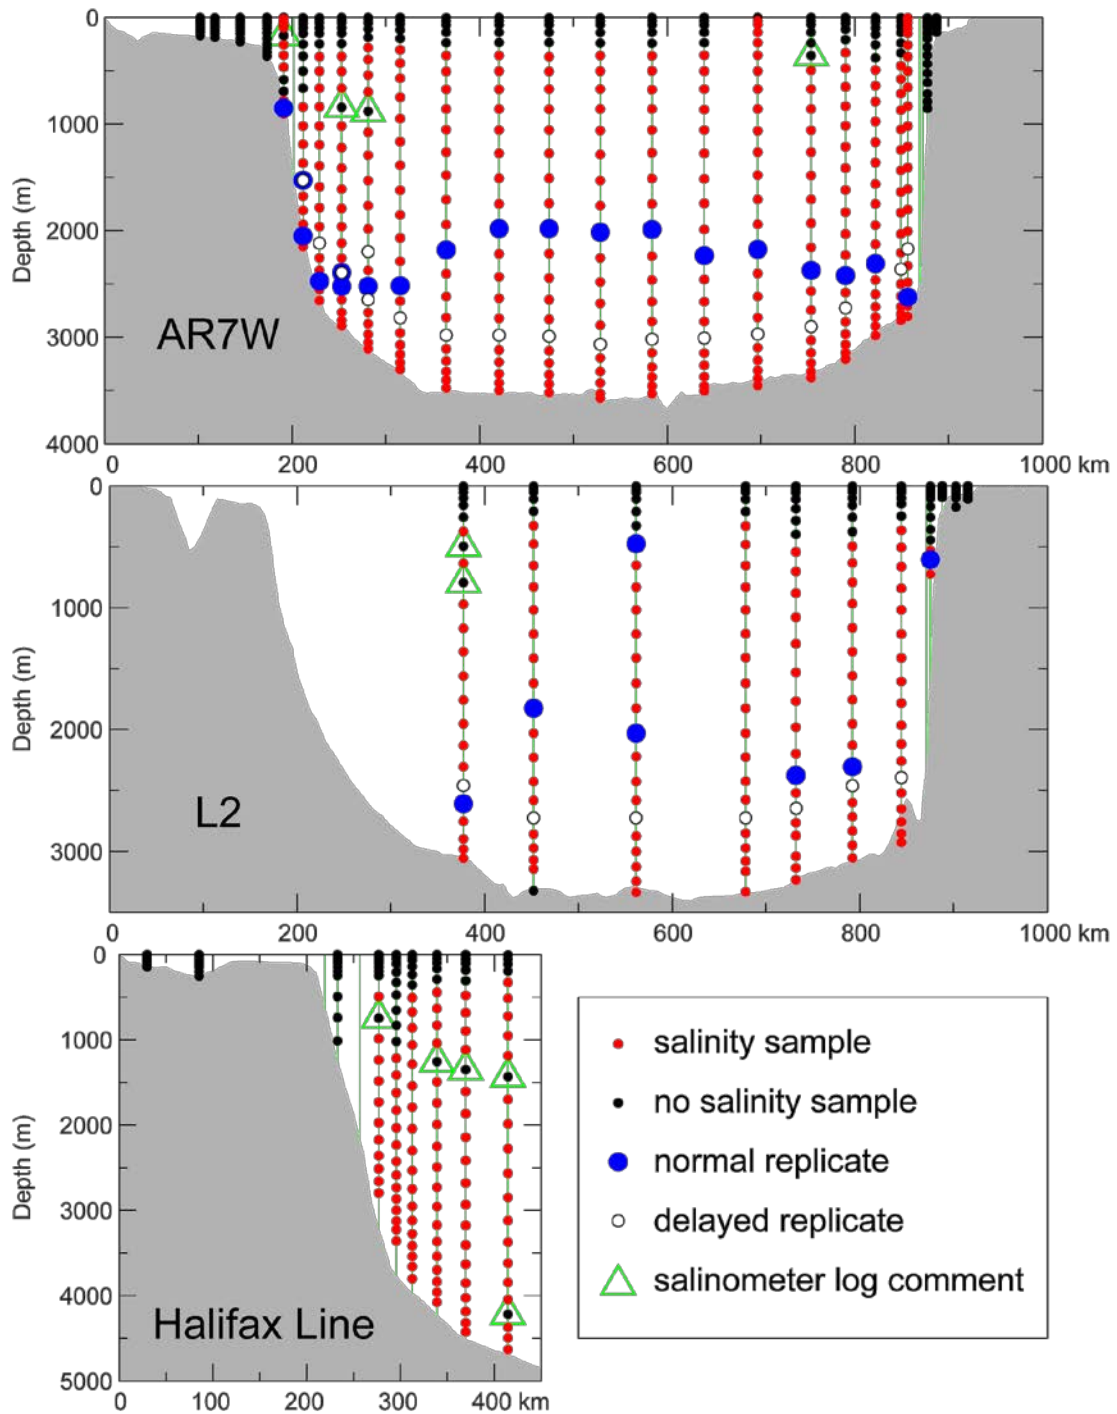 0
1000
2000
3000
4000
Depth (m)
AR7W
0 200 400 600 800 1000 km
0
1000
2000
3000
Depth (m)
L2
0 200 400 600 800 1000 km
0
1000
2000
3000
4000
5000
Depth (m)
Halifax Line
0 100 200 300 400 km
salinity sample
no salinity sample
normal replicate
delayed replicate
salinometer log comment